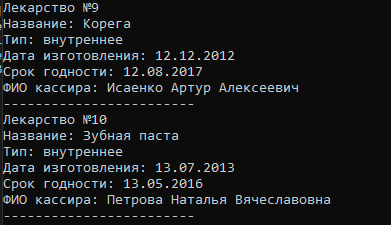 Лекарство №9
Название: Корега
Тип: внутреннее
Дата изготовления: 12.12.2012
Срок годности: 12.08.2017
ФИО кассира: Исаенко Артур Алексеевич
------------------------
Лекарство №10
Название: Зубная паста
Тип: внутреннее
Дата изготовления: 13.07.2013
Срок годности: 13.05.2016
ФИО кассира: Петрова Наталья Вячеславовна
------------------------